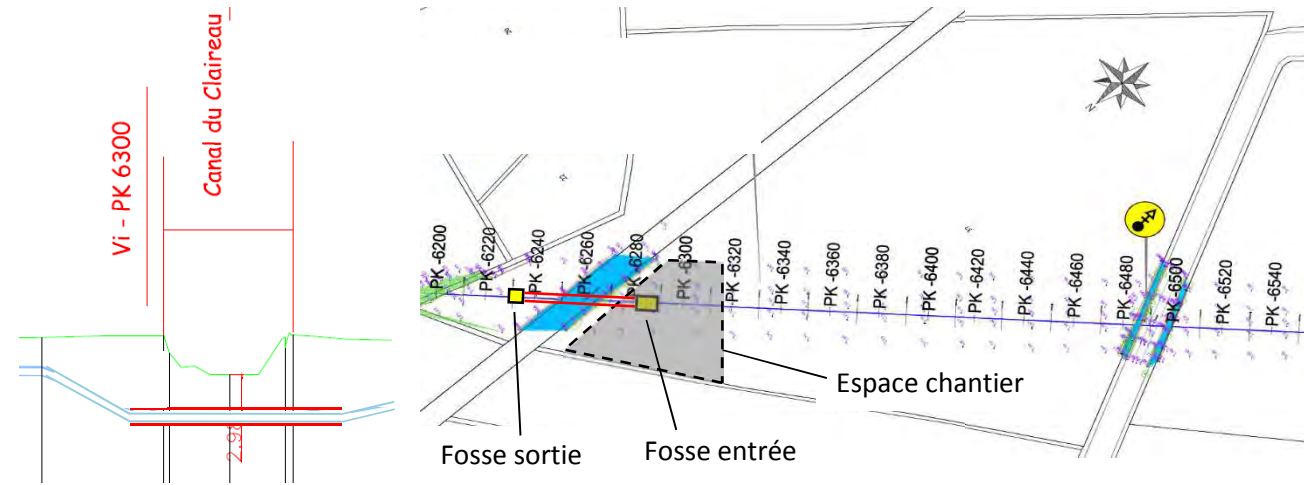 Vi - PK 6300
Canal du Claireau
PK -6200
PK -6220
PK -6240
PK -6260
PK -6280
PK -6300
PK -6320
PK -6340
PK -6360
PK -6380
PK -6400
PK -6420
PK -6440
PK -6460
PK -6480
PK -6500
PK -6520
PK -6540
N
Espace chantier
Fosse sortie
Fosse entrée